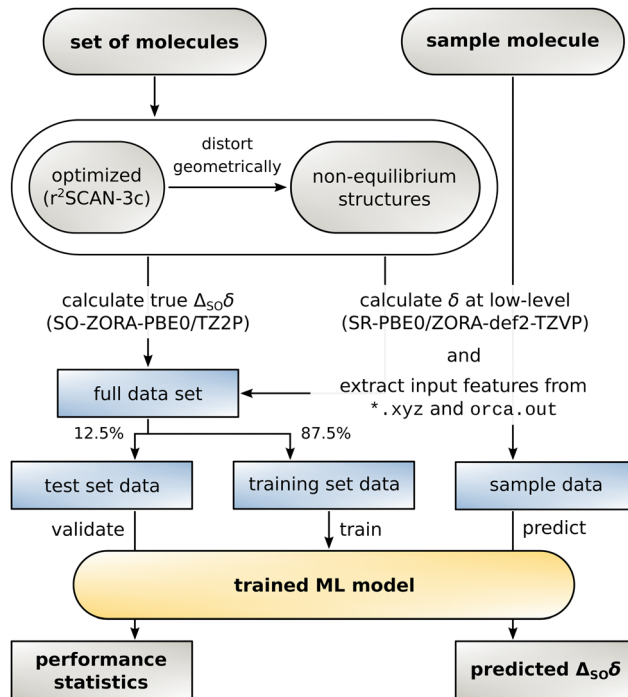 set of molecules
sample molecule
distort
geometrically
optimized
(r²SCAN-3c)
non-equilibrium
structures
calculate true Δ_SOδ
(SO-ZORA-PBE0/TZ2P)
calculate δ at low-level
(SR-PBE0/ZORA-def2-TZVP)
and
extract input features from
*.xyz and orca.out
full data set
12.5%
87.5%
test set data
training set data
sample data
validate
train
predict
trained ML model
performance
statistics
predicted Δ_SOδ